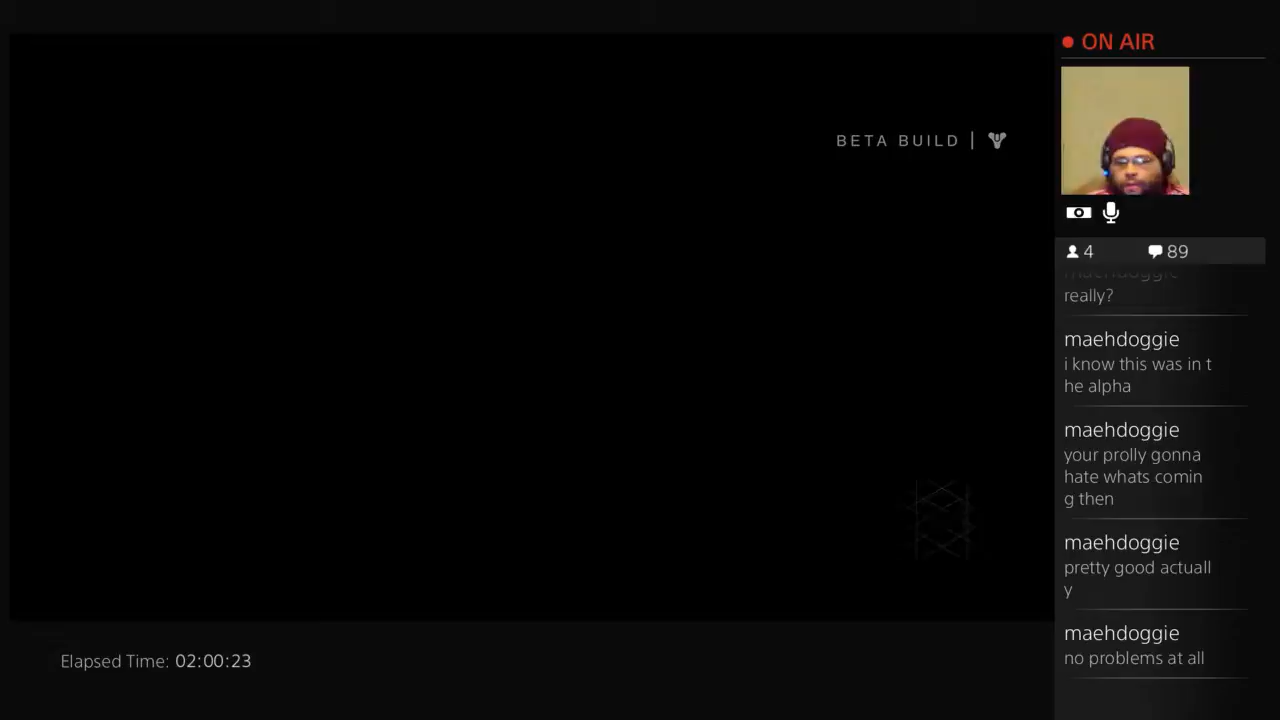 ON AIR
BETA BUILD |
4 89
maehdoggie
really?
maehdoggie
i know this was in t
he alpha
maehdoggie
your prolly gonna
hate whats comin
g then
maehdoggie
pretty good actuall
y
maehdoggie
no problems at all
Elapsed Time: 02:00:23